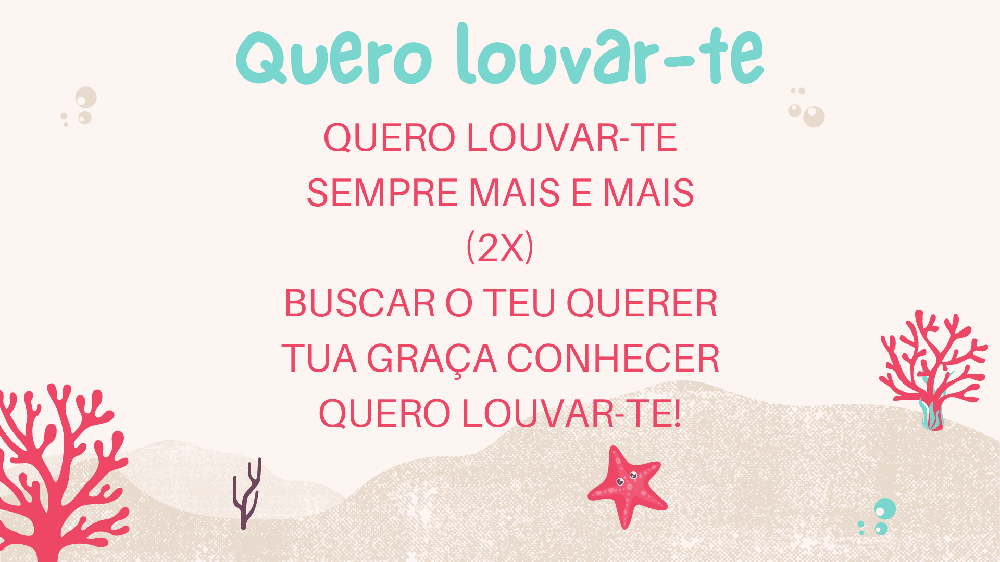 Quero louvar-te
QUERO LOUVAR-TE
SEMPRE MAIS E MAIS
(2X)
BUSCAR O TEU QUERER
TUA GRAÇA CONHECER
QUERO LOUVAR-TE!